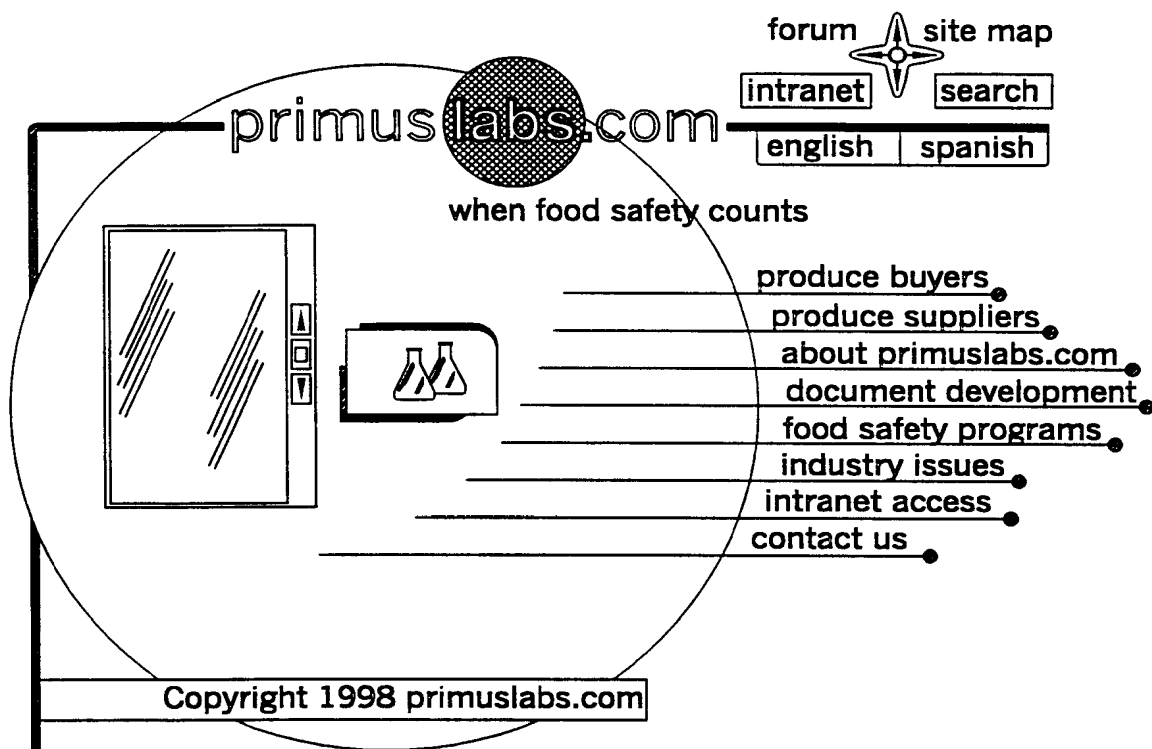 forum site map
intranet search
primuslabs.com
english spanish
when food safety counts
produce buyers
produce suppliers
about primuslabs.com
document development
food safety programs
industry issues
intranet access
contact us
Copyright 1998 primuslabs.com